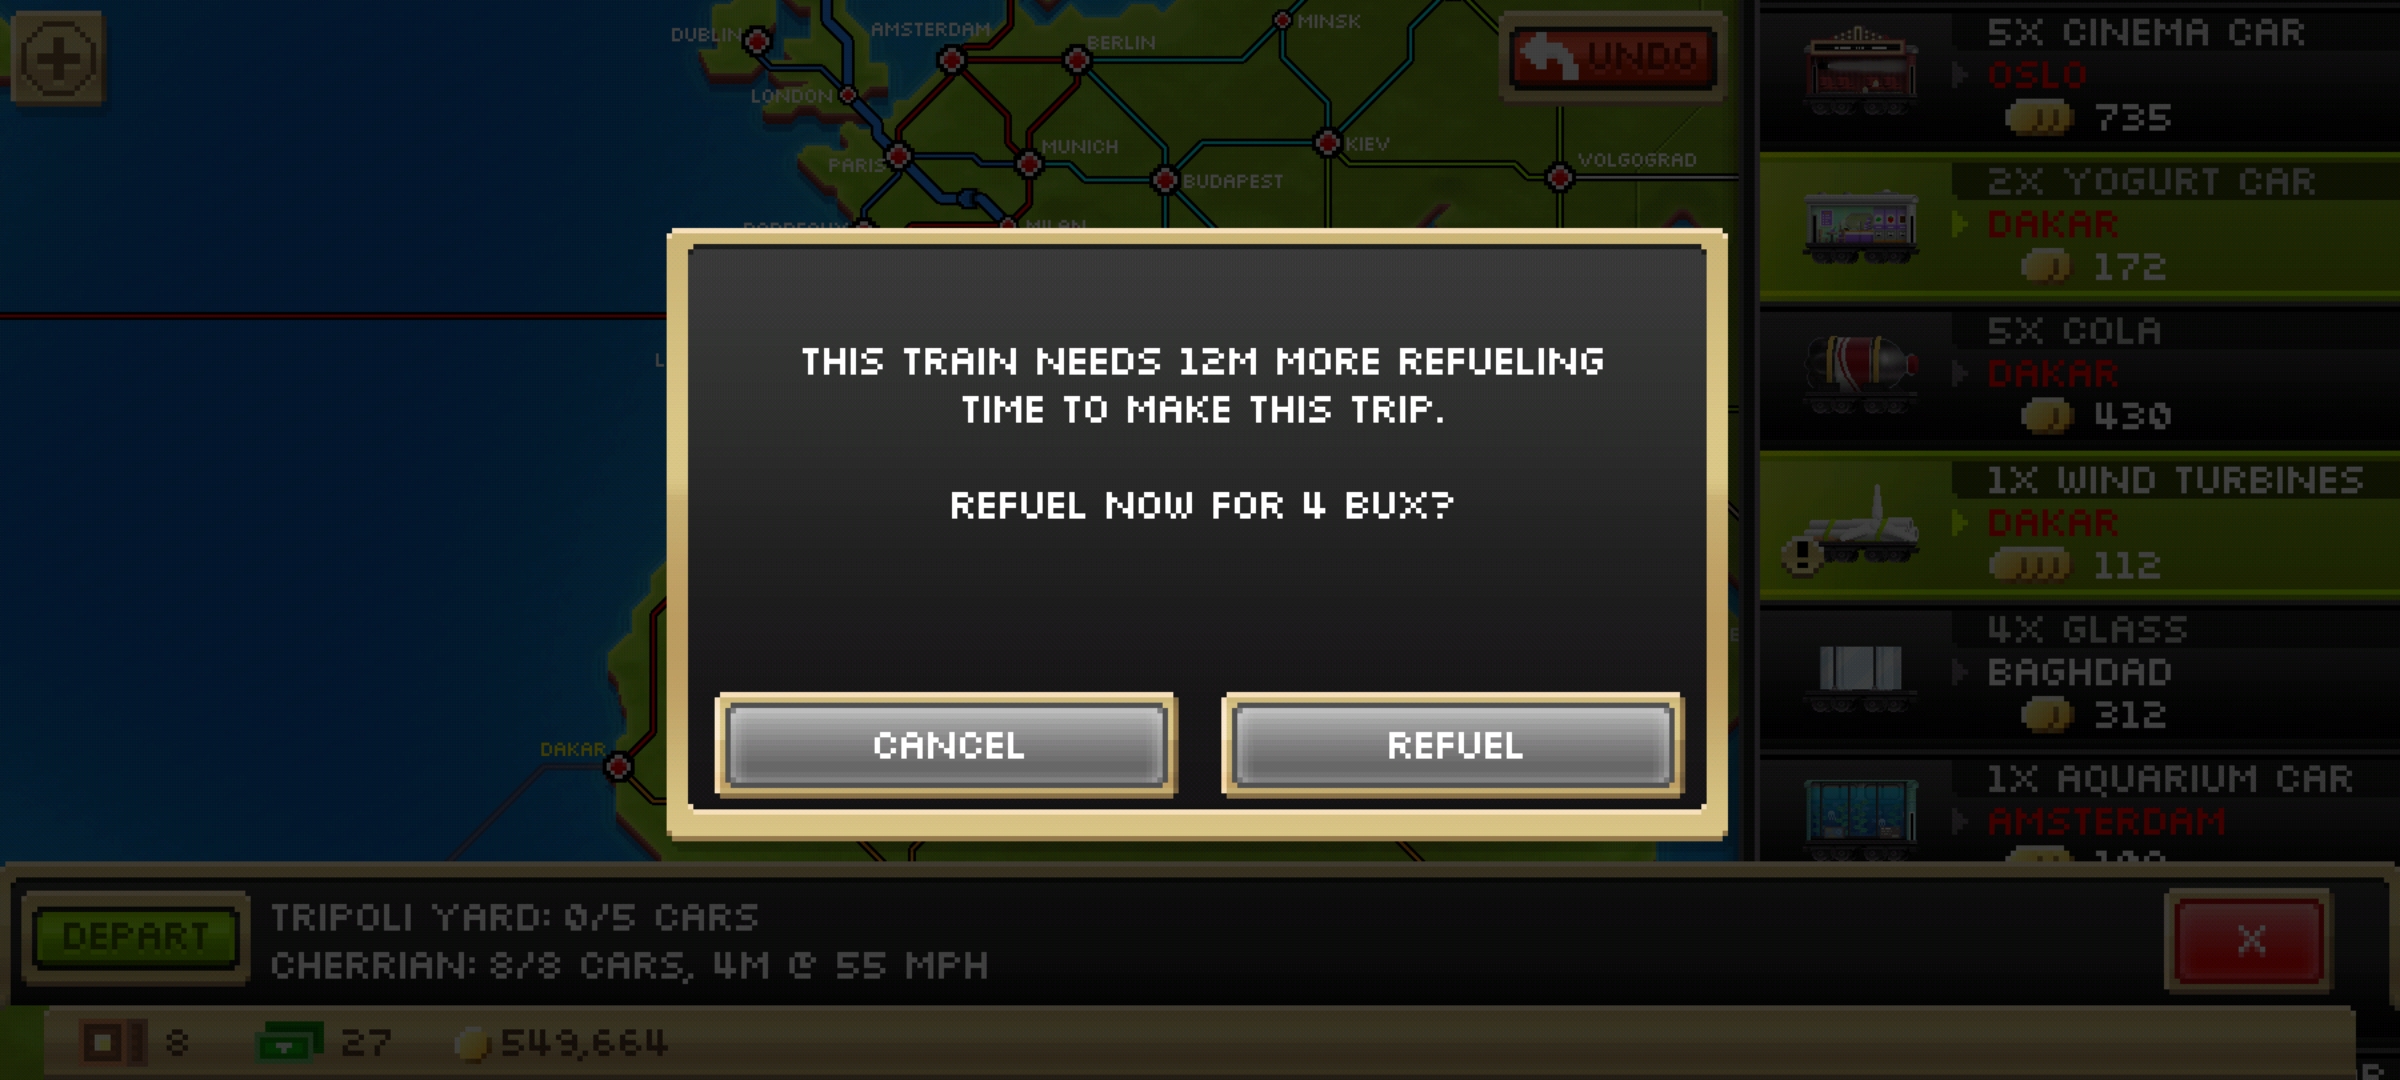 DUBLIN
AMSTERDAM
BERLIN
MINSK
LONDON
PARIS
MUNICH
BUDAPEST
KIEV
VOLGOGRAD
BORDEAUX
MILAN
DAKAR
UNDO
5X CINEMA CAR
OSLO
735
2X YOGURT CAR
DAKAR
172
5X COLA
DAKAR
430
1X WIND TURBINES
DAKAR
112
4X GLASS
BAGHDAD
312
1X AQUARIUM CAR
AMSTERDAM
THIS TRAIN NEEDS 12M MORE REFUELING
TIME TO MAKE THIS TRIP.
REFUEL NOW FOR 4 BUX?
CANCEL
REFUEL
DEPART
TRIPOLI YARD: 0/5 CARS
CHERRIAN: 8/8 CARS, 4M @ 55 MPH
X
8
27
549,664